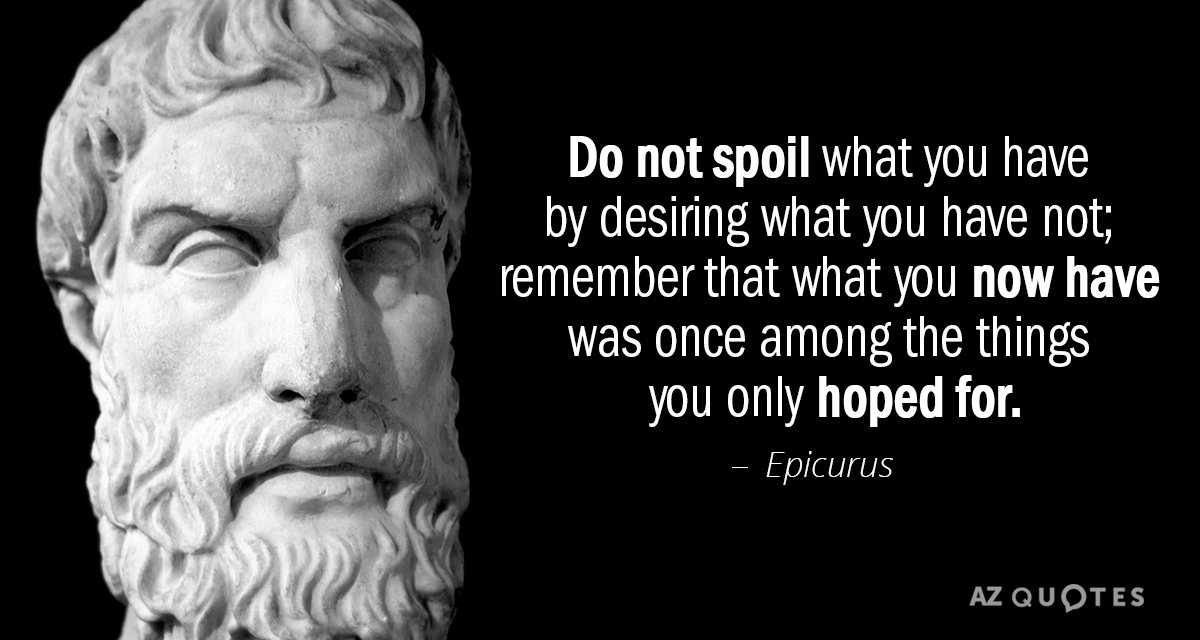 Do not spoil what you have
by desiring what you have not;
remember that what you now have
was once among the things
you only hoped for.
– Epicurus
AZ QUOTES